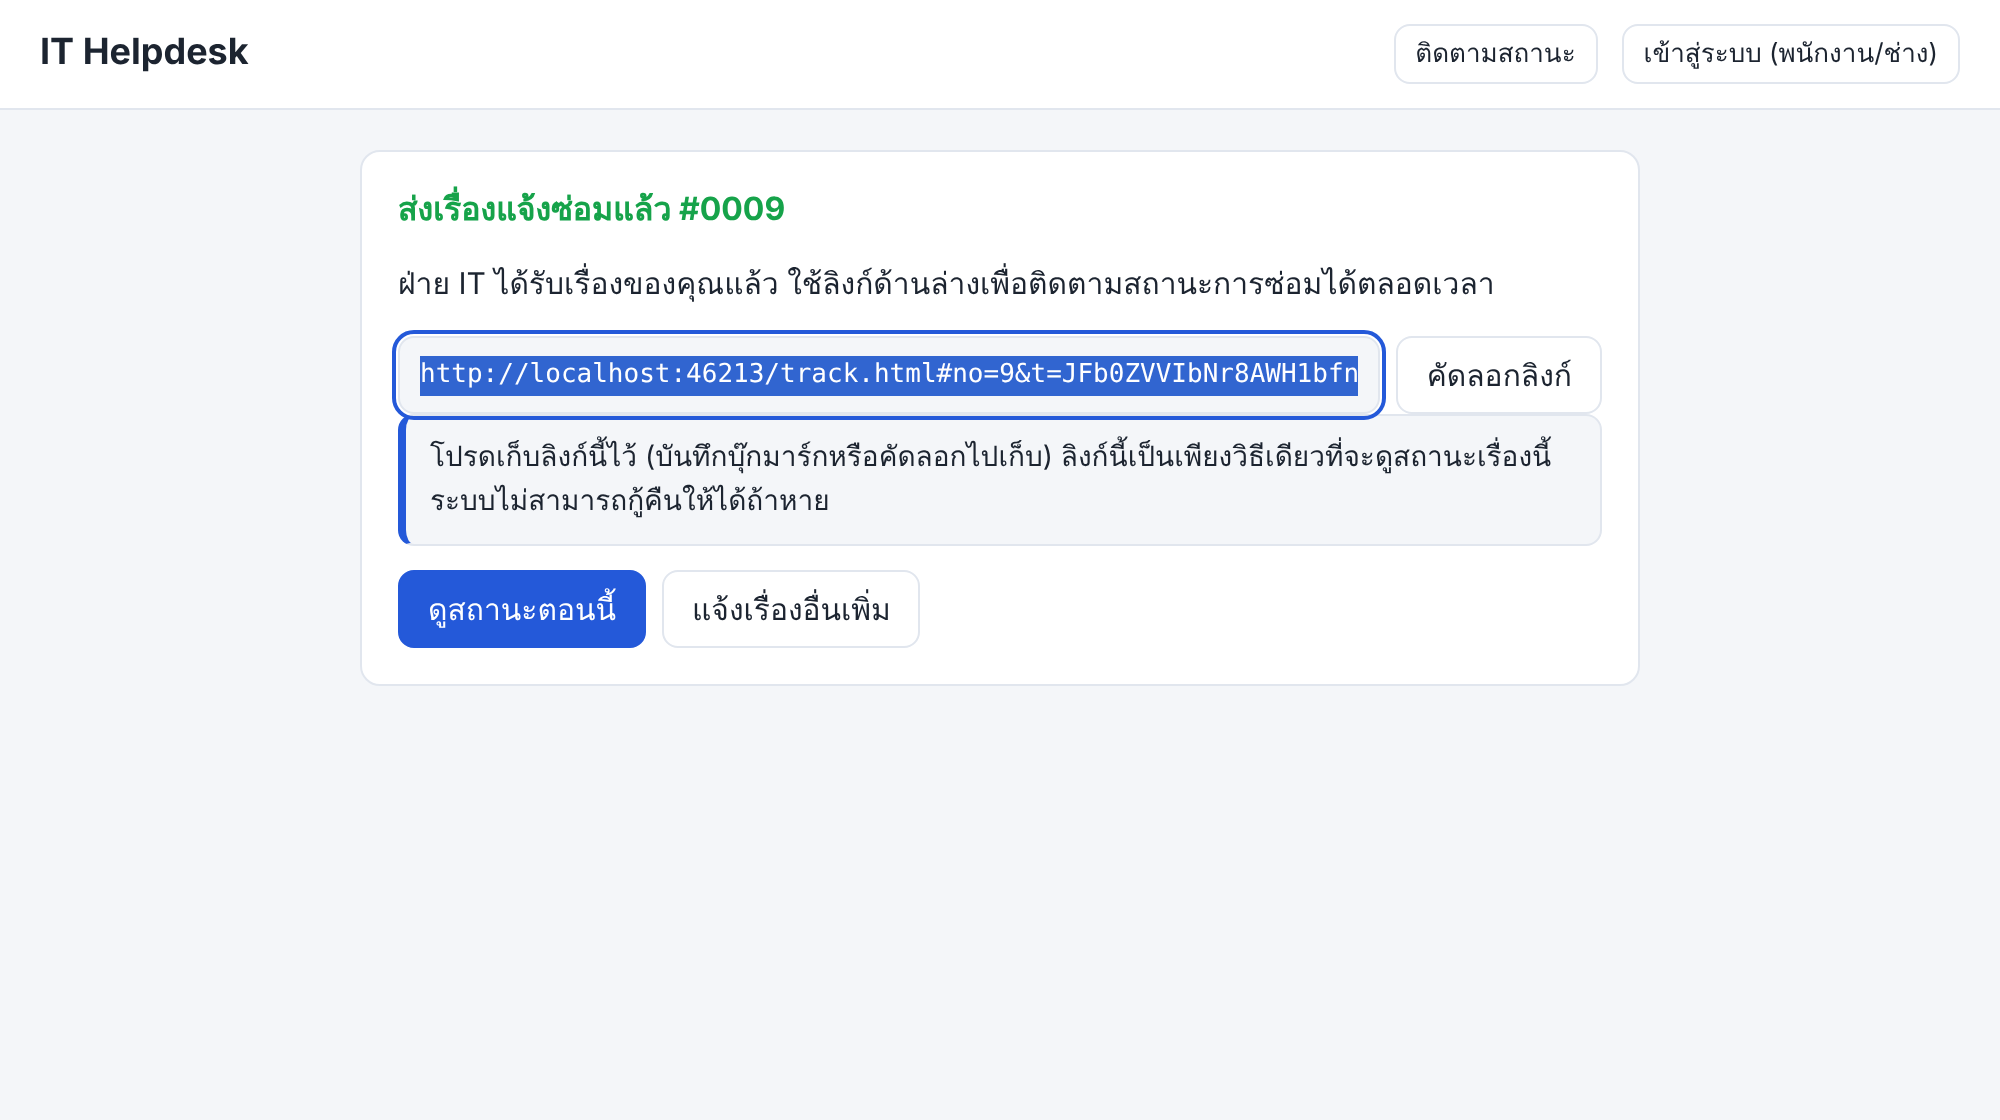 IT Helpdesk
ติดตามสถานะ
เข้าสู่ระบบ (พนักงาน/ช่าง)
ส่งเรื่องแจ้งซ่อมแล้ว #0009
ฝ่าย IT ได้รับเรื่องของคุณแล้ว ใช้ลิงก์ด้านล่างเพื่อติดตามสถานะการซ่อมได้ตลอดเวลา
http://localhost:46213/track.html#no=9&t=JFb0ZVVIbNr8AWH1bfn
คัดลอกลิงก์
โปรดเก็บลิงก์นี้ไว้ (บันทึกบุ๊กมาร์กหรือคัดลอกไปเก็บ) ลิงก์นี้เป็นเพียงวิธีเดียวที่จะดูสถานะเรื่องนี้
ระบบไม่สามารถกู้คืนให้ได้ถ้าหาย
ดูสถานะตอนนี้
แจ้งเรื่องอื่นเพิ่ม